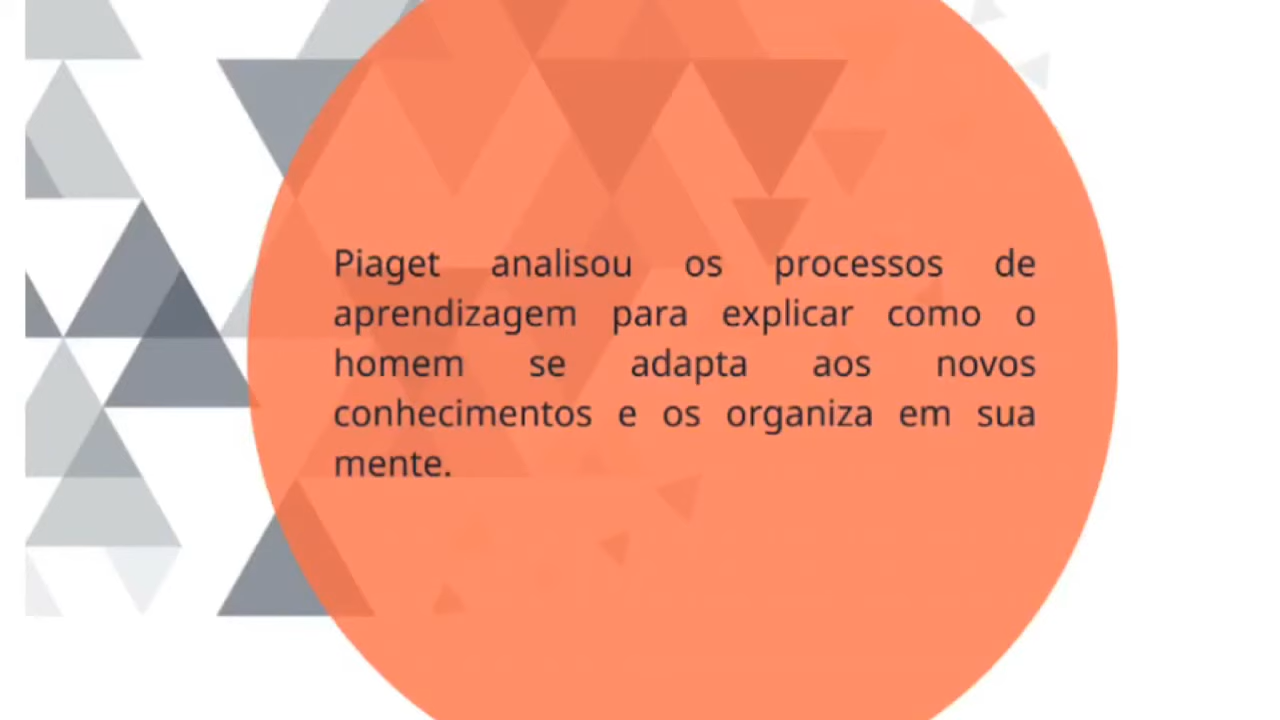 Piaget analisou os processos de
aprendizagem para explicar como o
homem se adapta aos novos
conhecimentos e os organiza em sua
mente.